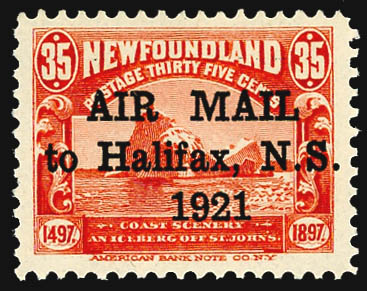 35 NEWFOUNDLAND 35
POSTAGE THIRTY FIVE CENTS
AIR MAIL
to Halifax, N.S.
1921
COAST SCENERY
1497. AN ICEBERG OFF ST. JOHNS. 1897.
AMERICAN BANK NOTE CO. N.Y.